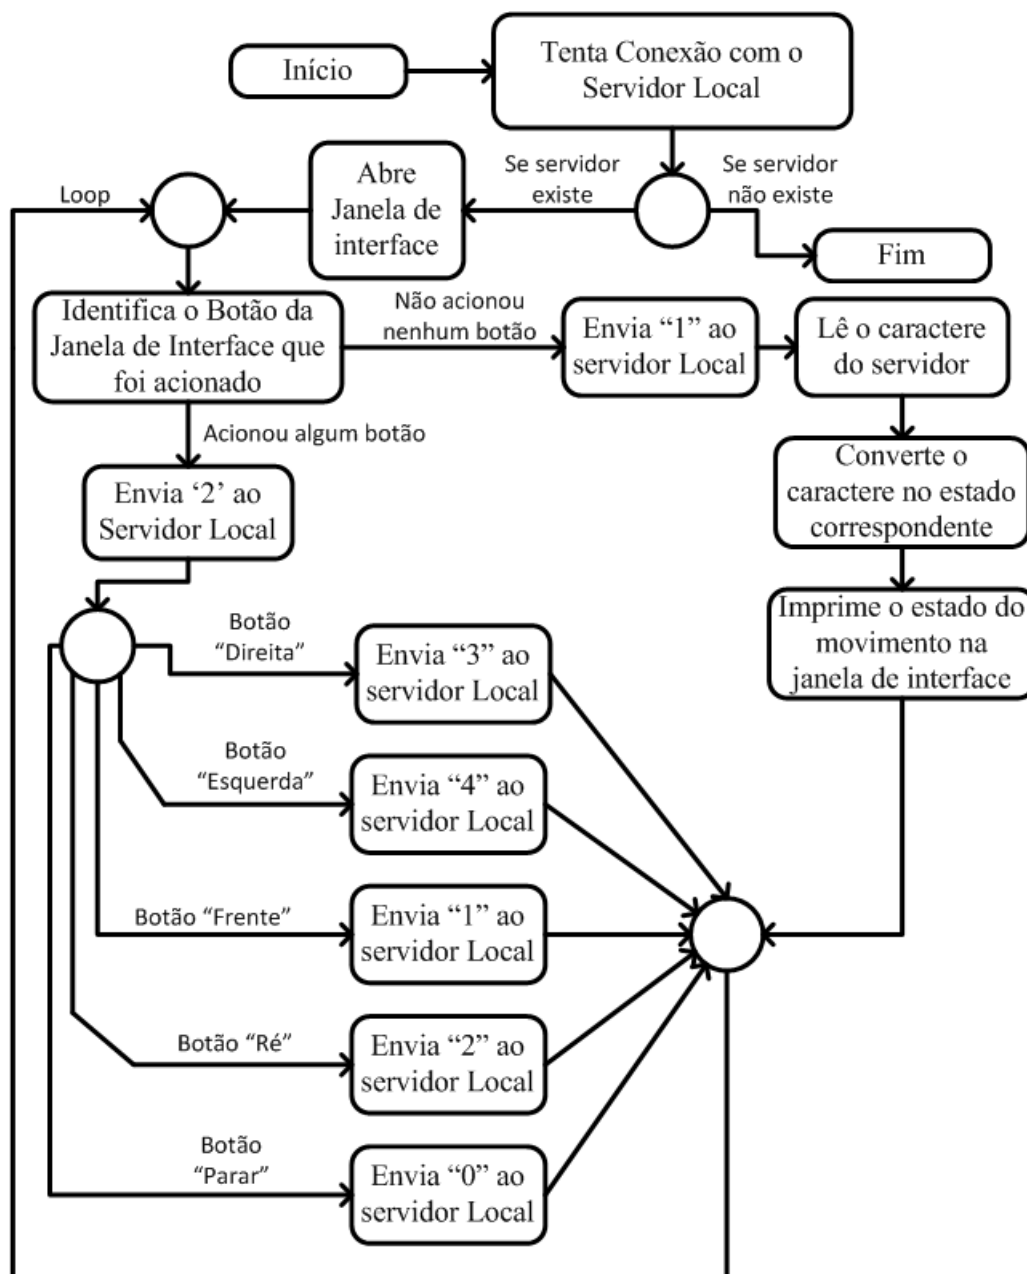 Início
Tenta Conexão com o
Servidor Local
Se servidor
existe
Se servidor
não existe
Abre
Janela de
interface
Loop
Fim
Identifica o Botão da
Janela de Interface que
foi acionado
Não acionou
nenhum botão
Envia “1” ao
servidor Local
Lê o caractere
do servidor
Acionou algum botão
Converte o
caractere no estado
correspondente
Envia ‘2’ ao
Servidor Local
Imprime o estado do
movimento na
janela de interface
Botão
“Direita”
Envia “3” ao
servidor Local
Botão
“Esquerda”
Envia “4” ao
servidor Local
Botão “Frente”
Envia “1” ao
servidor Local
Botão “Ré”
Envia “2” ao
servidor Local
Botão
“Parar”
Envia “0” ao
servidor Local